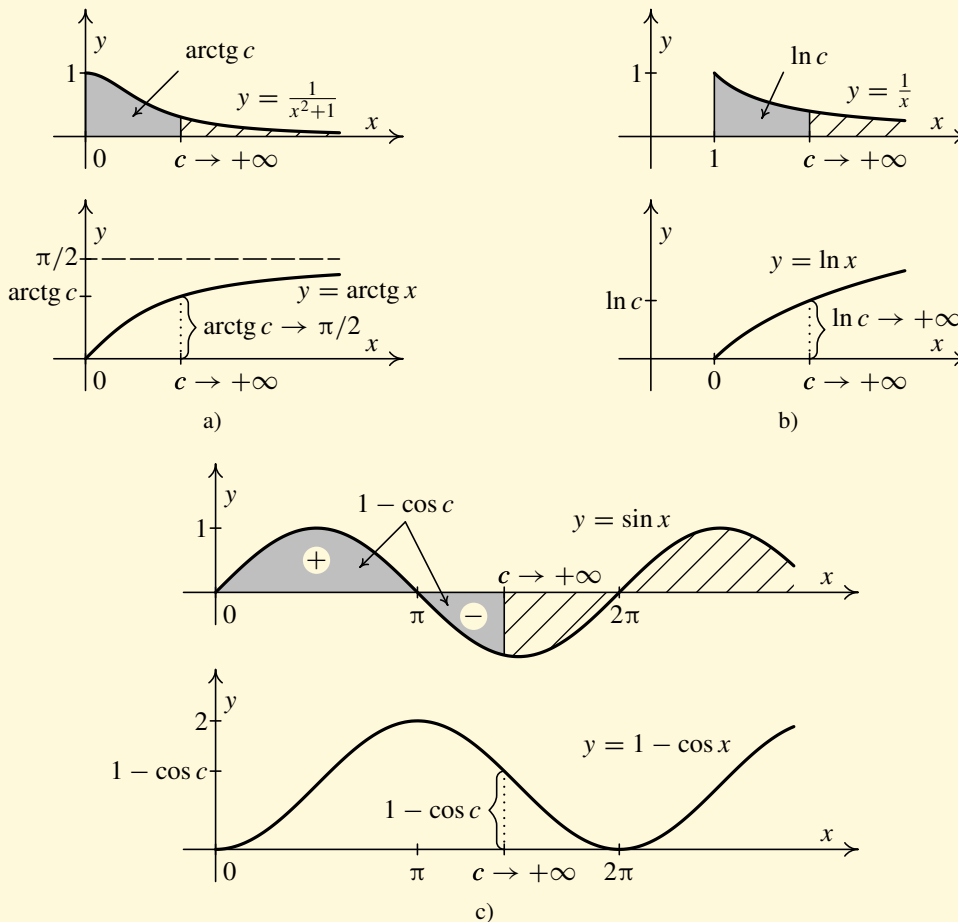 y
arctg c
1
y = 1/(x²+1)
x
0
c → +∞
y
π/2
arctg c
y = arctg x
arctg c → π/2
x
0
c → +∞
a)
y
ln c
1
y = 1/x
x
1
c → +∞
y
y = ln x
ln c
ln c → +∞
x
0
c → +∞
b)
y
1 − cos c
y = sin x
1
+
c → +∞
x
0
π
−
2π
y
2
y = 1 − cos x
1 − cos c
1 − cos c
x
0
π
c → +∞
2π
c)